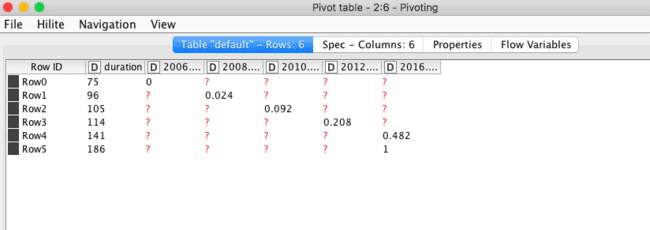 Pivot table - 2:6 - Pivoting
File Hilite Navigation View
Table "default" - Rows: 6 Spec - Columns: 6 Properties Flow Variables
Row ID D duration D 2006.... D 2008.... D 2010.... D 2012.... D 2016....
Row0 75 0 ? ? ? ?
Row1 96 ? 0.024 ? ? ?
Row2 105 ? ? 0.092 ? ?
Row3 114 ? ? ? 0.208 ?
Row4 141 ? ? ? ? 0.482
Row5 186 ? ? ? ? 1